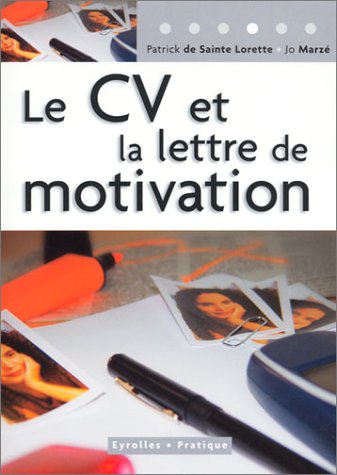 Patrick de Sainte Lorette • Jo Marzé
Le CV et
la lettre de
motivation
Eyrolles • Pratique